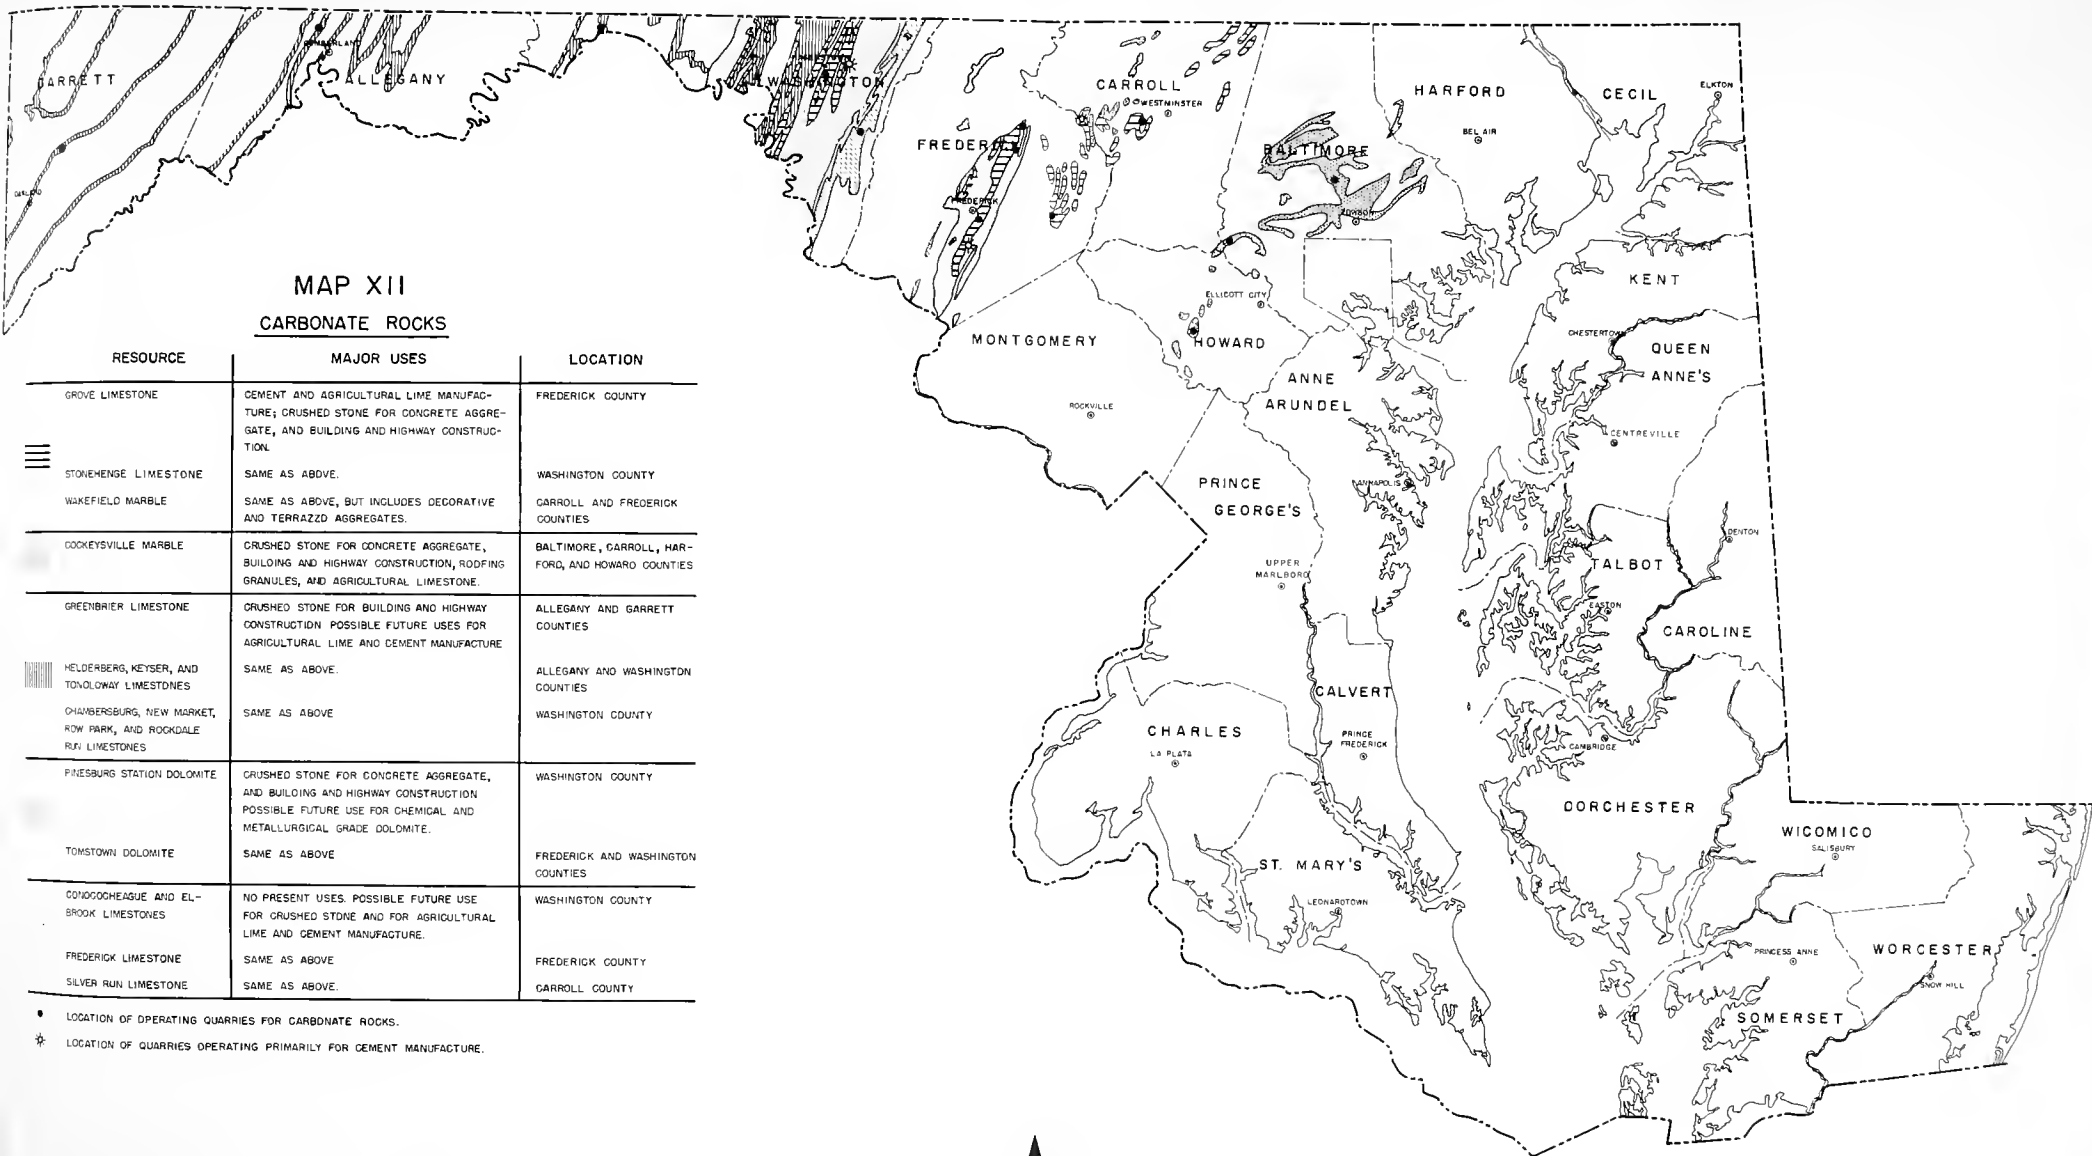 MAP XII
CARBONATE ROCKS
RESOURCE MAJOR USES LOCATION
GROVE LIMESTONE CEMENT AND AGRICULTURAL LIME MANUFAC- FREDERICK COUNTY
TURE; CRUSHED STONE FOR CONCRETE AGGRE-
GATE, AND BUILDING AND HIGHWAY CONSTRUC-
TION.
STONEHENGE LIMESTONE SAME AS ABOVE. WASHINGTON COUNTY
WAKEFIELD MARBLE SAME AS ABOVE, BUT INCLUDES DECORATIVE CARROLL AND FREDERICK
AND TERRAZZO AGGREGATES. COUNTIES
COCKEYSVILLE MARBLE CRUSHED STONE FOR CONCRETE AGGREGATE, BALTIMORE, CARROLL, HAR-
BUILDING AND HIGHWAY CONSTRUCTION, ROOFING FORD, AND HOWARD COUNTIES
GRANULES, AND AGRICULTURAL LIMESTONE.
GREENBRIER LIMESTONE CRUSHED STONE FOR BUILDING AND HIGHWAY ALLEGANY AND GARRETT
CONSTRUCTION POSSIBLE FUTURE USES FOR COUNTIES
AGRICULTURAL LIME AND CEMENT MANUFACTURE
HELDERBERG, KEYSER, AND SAME AS ABOVE. ALLEGANY AND WASHINGTON
TONOLOWAY LIMESTONES COUNTIES
CHAMBERSBURG, NEW MARKET, SAME AS ABOVE WASHINGTON COUNTY
ROW PARK, AND ROCKDALE
RUN LIMESTONES
PINESBURG STATION DOLOMITE CRUSHED STONE FOR CONCRETE AGGREGATE, WASHINGTON COUNTY
AND BUILDING AND HIGHWAY CONSTRUCTION
POSSIBLE FUTURE USE FOR CHEMICAL AND
METALLURGICAL GRADE DOLOMITE.
TOMSTOWN DOLOMITE SAME AS ABOVE FREDERICK AND WASHINGTON
COUNTIES
CONOCOCHEAGUE AND EL- NO PRESENT USES. POSSIBLE FUTURE USE WASHINGTON COUNTY
BROOK LIMESTONES FOR CRUSHED STONE AND FOR AGRICULTURAL
LIME AND CEMENT MANUFACTURE.
FREDERICK LIMESTONE SAME AS ABOVE FREDERICK COUNTY
SILVER RUN LIMESTONE SAME AS ABOVE. CARROLL COUNTY
LOCATION OF OPERATING QUARRIES FOR CARBONATE ROCKS.
LOCATION OF QUARRIES OPERATING PRIMARILY FOR CEMENT MANUFACTURE.
GARRETT
OAKLAND
CUMBERLAND
ALLEGANY
WASHINGTON
FREDERICK
FREDERICK
CARROLL
WESTMINSTER
BALTIMORE
TOWSON
HARFORD
BEL AIR
CECIL
ELKTON
KENT
CHESTERTOWN
QUEEN
ANNE'S
CENTREVILLE
MONTGOMERY
ROCKVILLE
HOWARD
ELLICOTT CITY
ANNE
ARUNDEL
ANNAPOLIS
PRINCE
GEORGE'S
UPPER
MARLBORO
TALBOT
EASTON
DENTON
CAROLINE
CALVERT
PRINCE
FREDERICK
CHARLES
LA PLATA
ST. MARY'S
LEONARDTOWN
CAMBRIDGE
DORCHESTER
WICOMICO
SALISBURY
WORCESTER
SNOW HILL
PRINCESS ANNE
SOMERSET